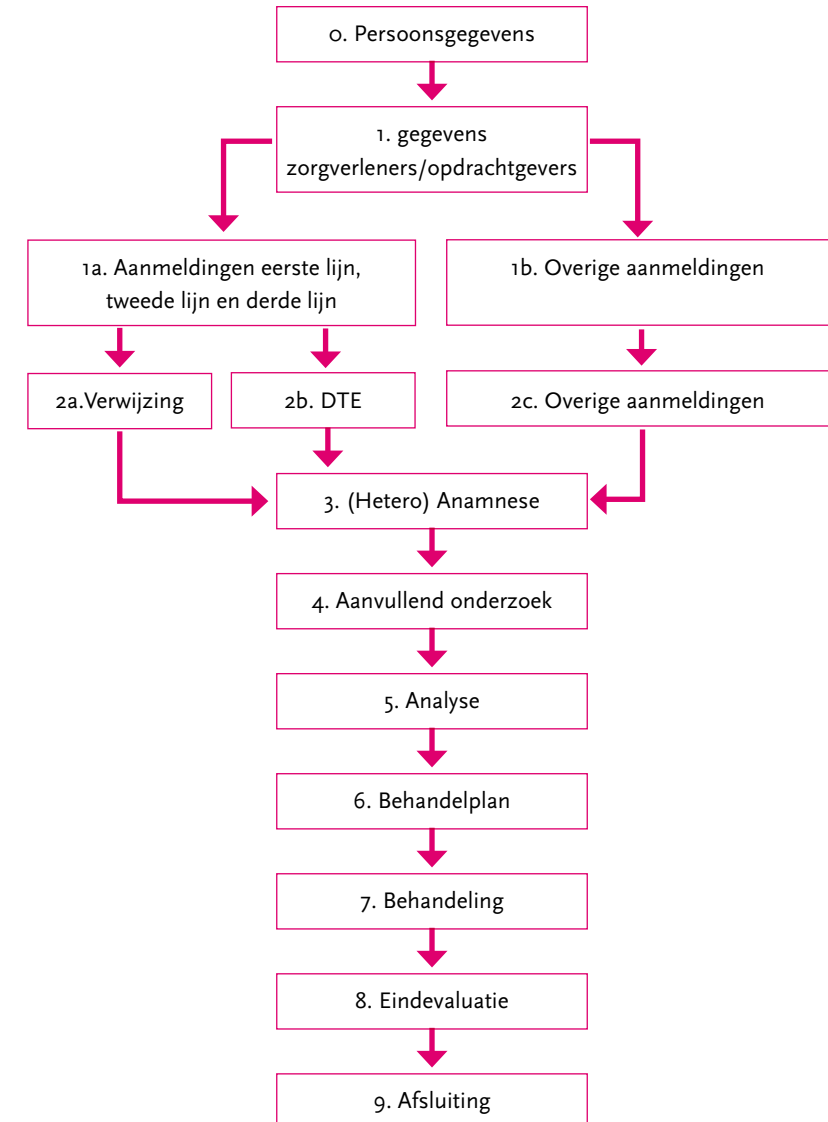 0. Persoonsgegevens
1. gegevens
zorgverleners/opdrachtgevers
1a. Aanmeldingen eerste lijn,
tweede lijn en derde lijn
1b. Overige aanmeldingen
2a.Verwijzing
2b. DTE
2c. Overige aanmeldingen
3. (Hetero) Anamnese
4. Aanvullend onderzoek
5. Analyse
6. Behandelplan
7. Behandeling
8. Eindevaluatie
9. Afsluiting